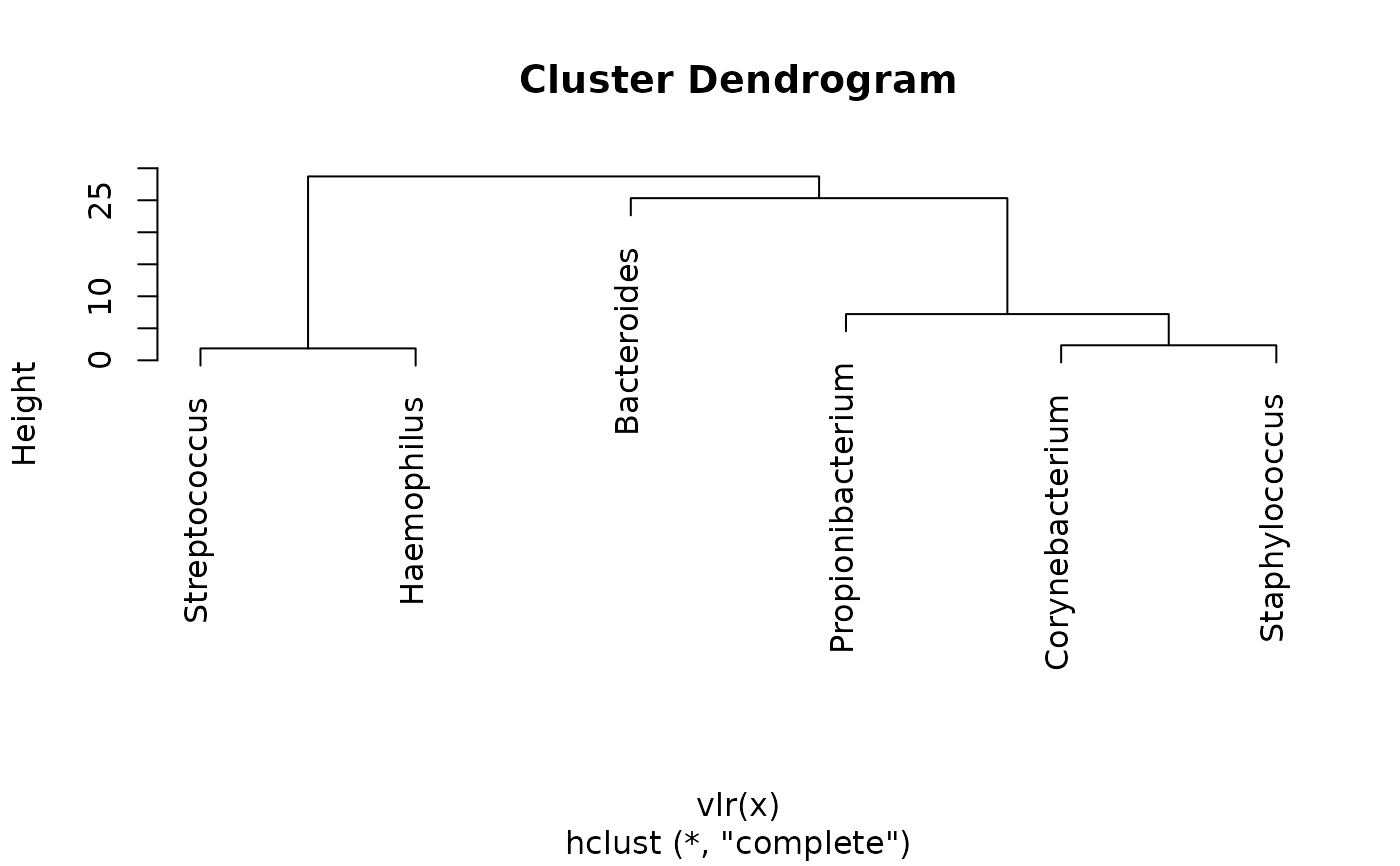 Cluster Dendrogram
Height
25
10
0
Streptococcus
Haemophilus
Bacteroides
Propionibacterium
Corynebacterium
Staphylococcus
vlr(x)
hclust (*, "complete")